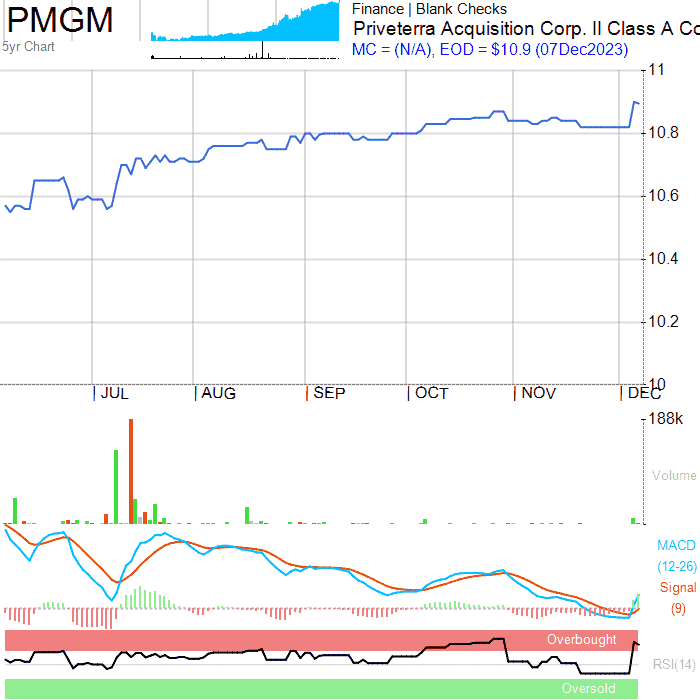 PMGM
5yr Chart
Finance | Blank Checks
Priveterra Acquisition Corp. II Class A Co
MC = (N/A), EOD = $10.9 (07Dec2023)
11
10.8
10.6
10.4
10.2
10
JUL AUG SEP OCT NOV DEC
188k
Volume
MACD
(12-26)
Signal
(9)
Overbought
RSI(14)
Oversold